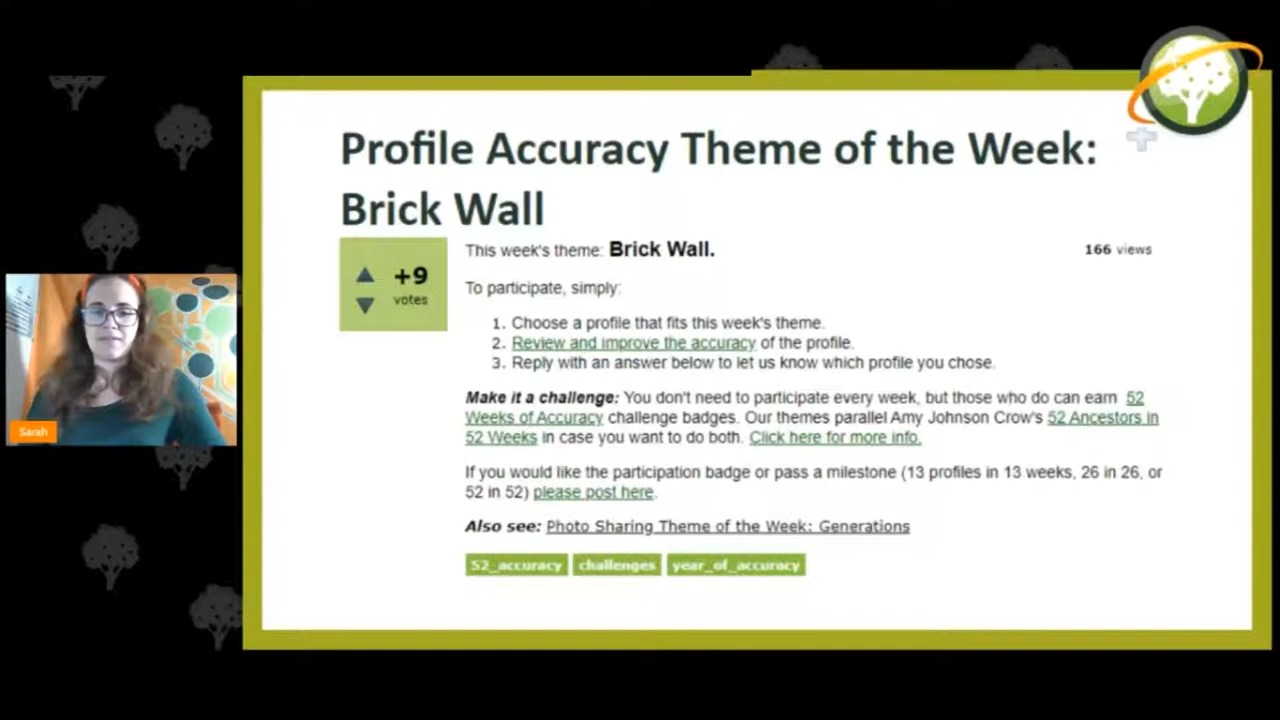 Profile Accuracy Theme of the Week:
Brick Wall
+9
votes
This week's theme: Brick Wall.
166 views
To participate, simply:
1. Choose a profile that fits this week's theme.
2. Review and improve the accuracy of the profile.
3. Reply with an answer below to let us know which profile you chose.
Make it a challenge: You don't need to participate every week, but those who do can earn 52
Weeks of Accuracy challenge badges. Our themes parallel Amy Johnson Crow's 52 Ancestors in
52 Weeks in case you want to do both. Click here for more info.
If you would like the participation badge or pass a milestone (13 profiles in 13 weeks, 26 in 26, or
52 in 52) please post here.
Also see: Photo Sharing Theme of the Week: Generations
52_accuracy challenges year_of_accuracy
Sarah